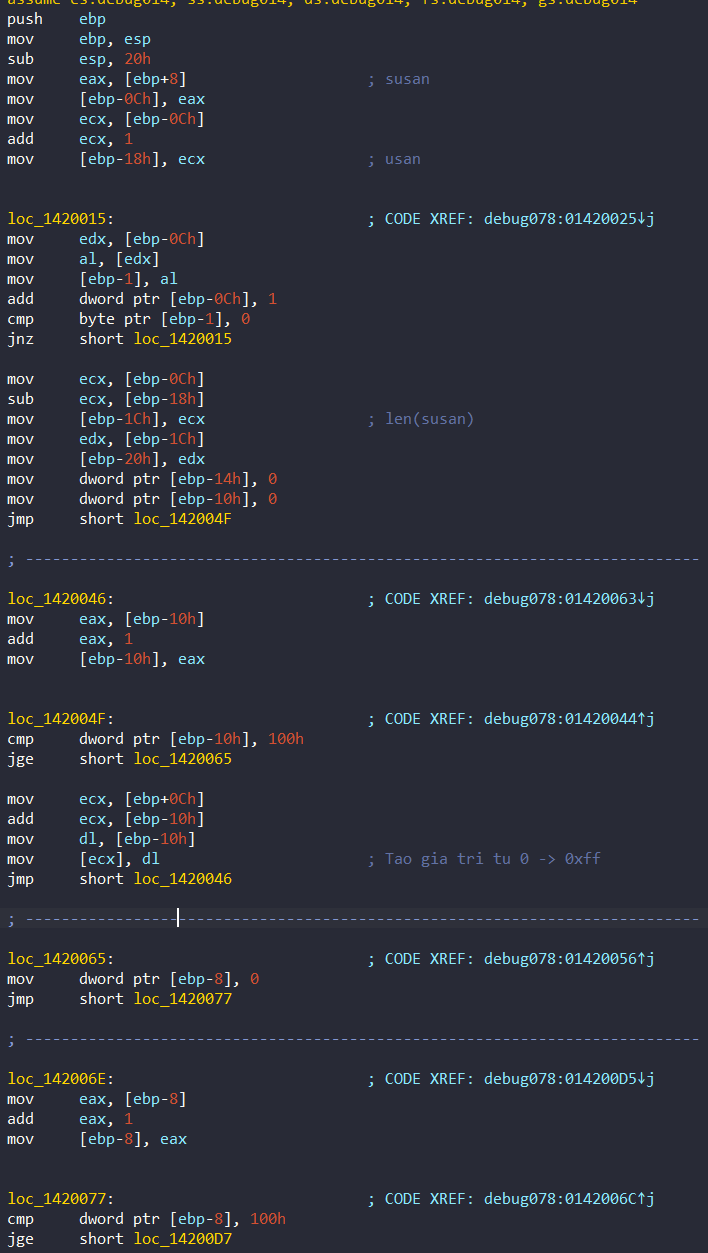 assume es:debug014, ss:debug014, ds:debug014, fs:debug014, gs:debug014
push ebp
mov ebp, esp
sub esp, 20h
mov eax, [ebp+8] ; susan
mov [ebp-0Ch], eax
mov ecx, [ebp-0Ch]
add ecx, 1
mov [ebp-18h], ecx ; usan
loc_1420015: ; CODE XREF: debug078:01420025↓j
mov edx, [ebp-0Ch]
mov al, [edx]
mov [ebp-1], al
add dword ptr [ebp-0Ch], 1
cmp byte ptr [ebp-1], 0
jnz short loc_1420015
mov ecx, [ebp-0Ch]
sub ecx, [ebp-18h]
mov [ebp-1Ch], ecx ; len(susan)
mov edx, [ebp-1Ch]
mov [ebp-20h], edx
mov dword ptr [ebp-14h], 0
mov dword ptr [ebp-10h], 0
jmp short loc_142004F
; ---------------------------------------------------------------------------
loc_1420046: ; CODE XREF: debug078:01420063↓j
mov eax, [ebp-10h]
add eax, 1
mov [ebp-10h], eax
loc_142004F: ; CODE XREF: debug078:01420044↑j
cmp dword ptr [ebp-10h], 100h
jge short loc_1420065
mov ecx, [ebp+0Ch]
add ecx, [ebp-10h]
mov dl, [ebp-10h]
mov [ecx], dl ; Tao gia tri tu 0 -> 0xff
jmp short loc_1420046
; ---------------------------------------------------------------------------
loc_1420065: ; CODE XREF: debug078:01420056↑j
mov dword ptr [ebp-8], 0
jmp short loc_1420077
; ---------------------------------------------------------------------------
loc_142006E: ; CODE XREF: debug078:014200D5↓j
mov eax, [ebp-8]
add eax, 1
mov [ebp-8], eax
loc_1420077: ; CODE XREF: debug078:0142006C↑j
cmp dword ptr [ebp-8], 100h
jge short loc_14200D7